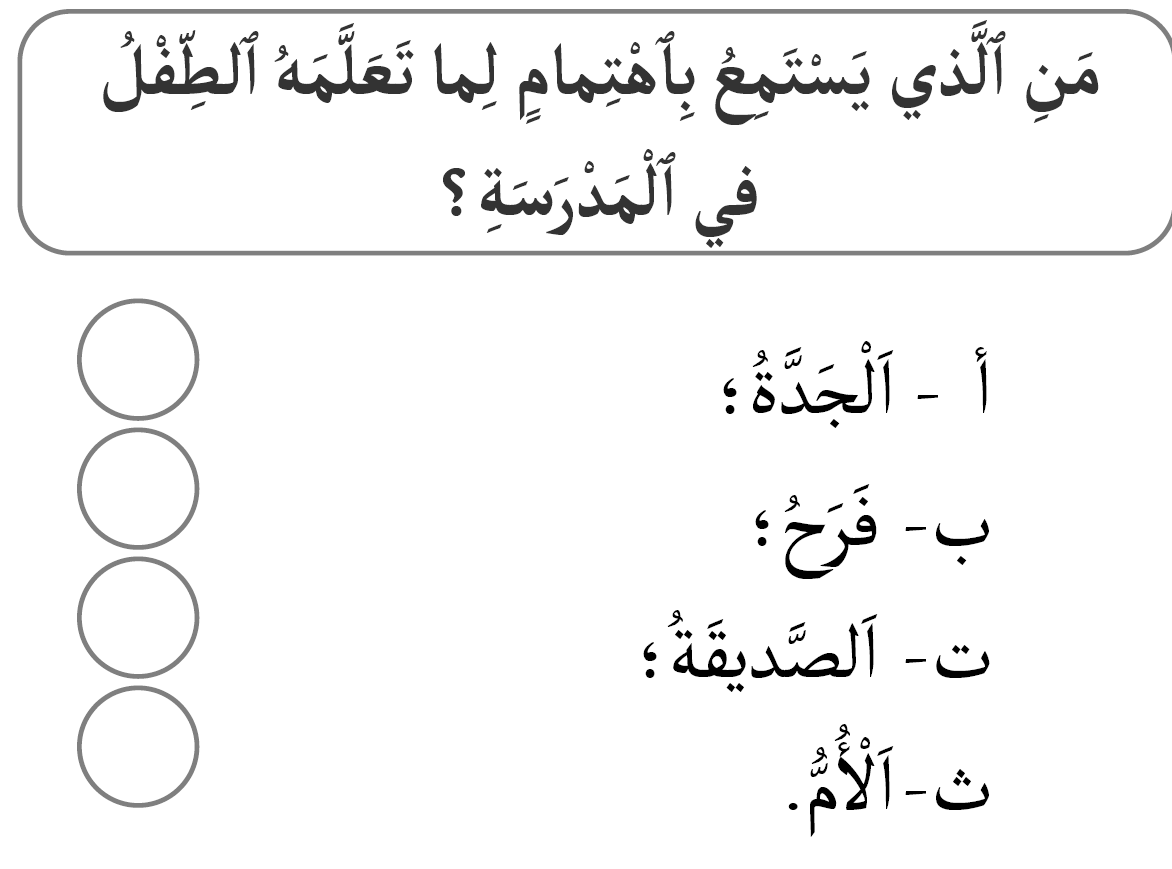 مَنِ ٱلَّذي يَسْتَمِعُ بِٱهْتِمامٍ لِما تَعَلَّمَهُ ٱلطِّفْلُ
في ٱلْمَدْرَسَةِ ؟
أ - اَلْجَدَّةُ ؛
ب- فَرَحُ ؛
ت- اَلصَّديقَةُ ؛
ث-اَلْأُمُّ.